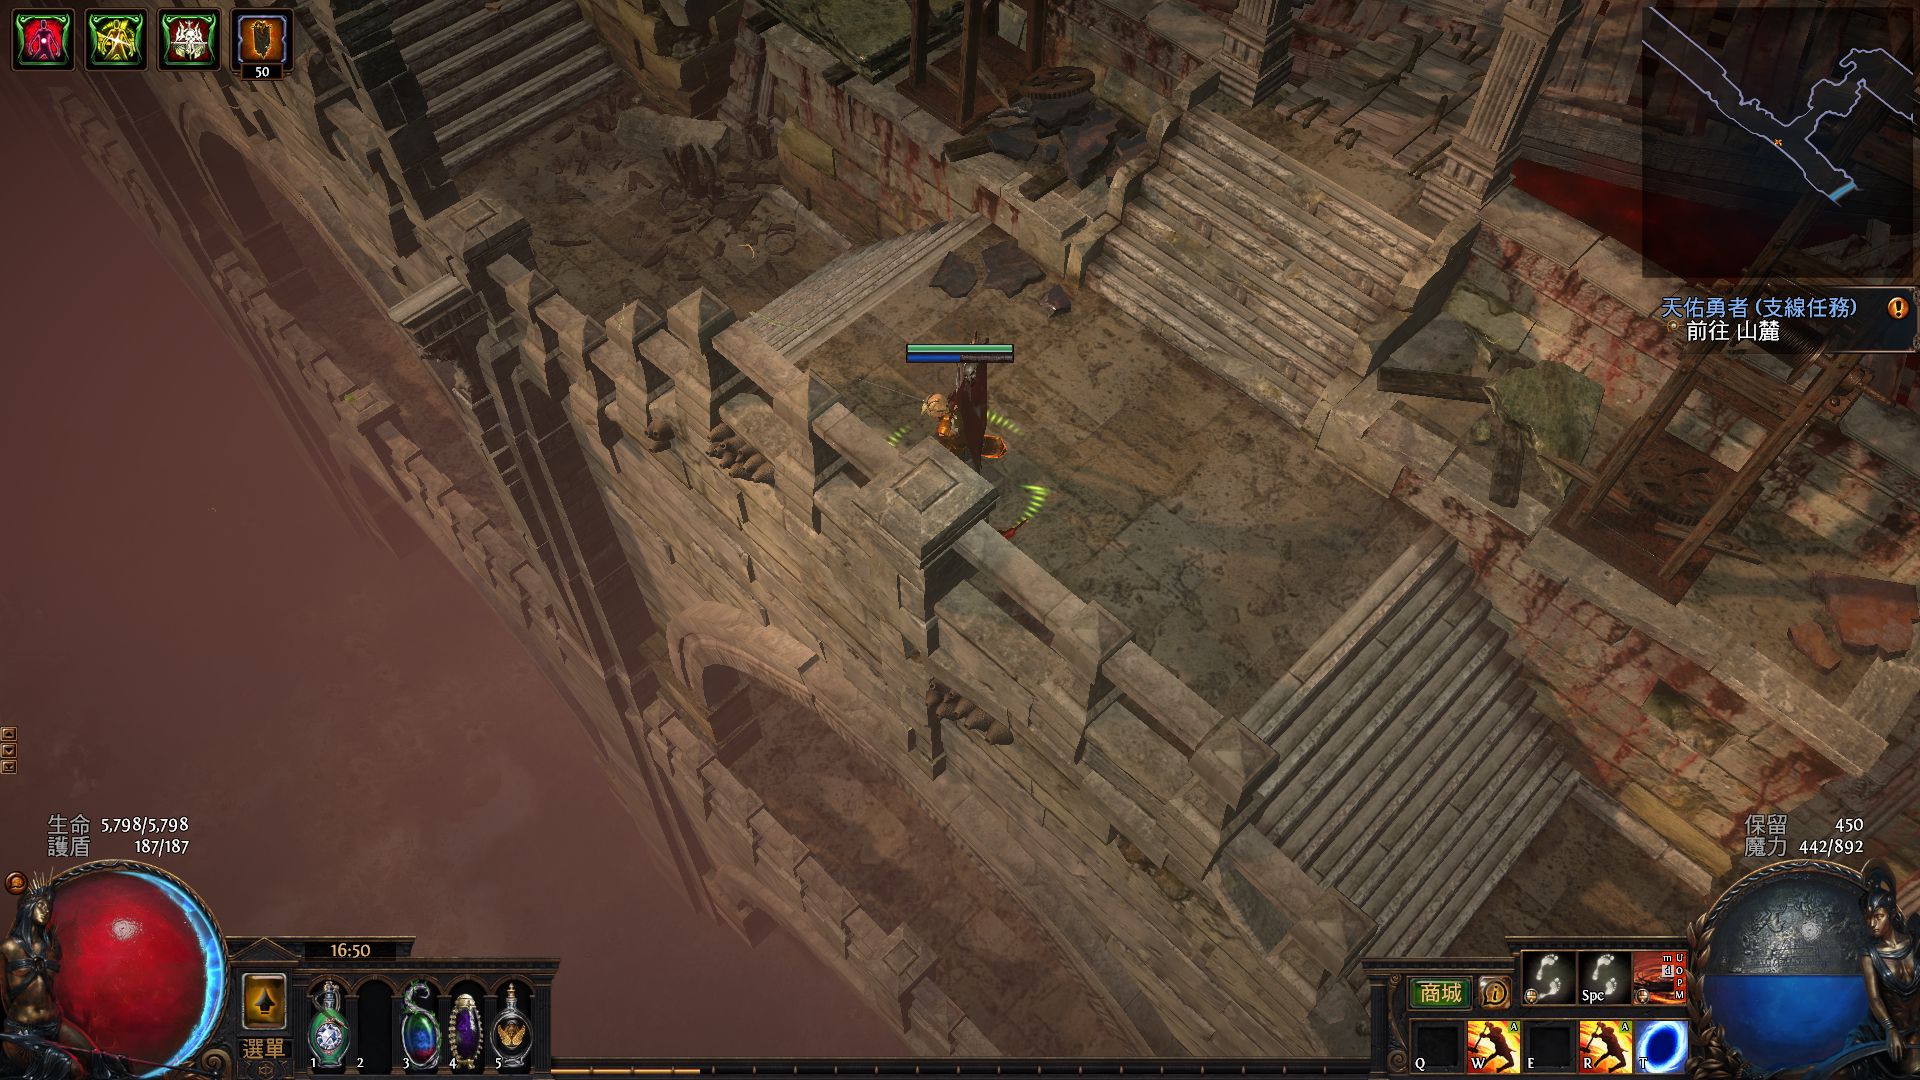 50
天佑勇者 (支線任務)
前往 山麓
生命 5,798/5,798
護盾 187/187
保留 450
魔力 442/892
16:50
選單
1 2 3 4 5
商城
Spc
Q W E R T
A A